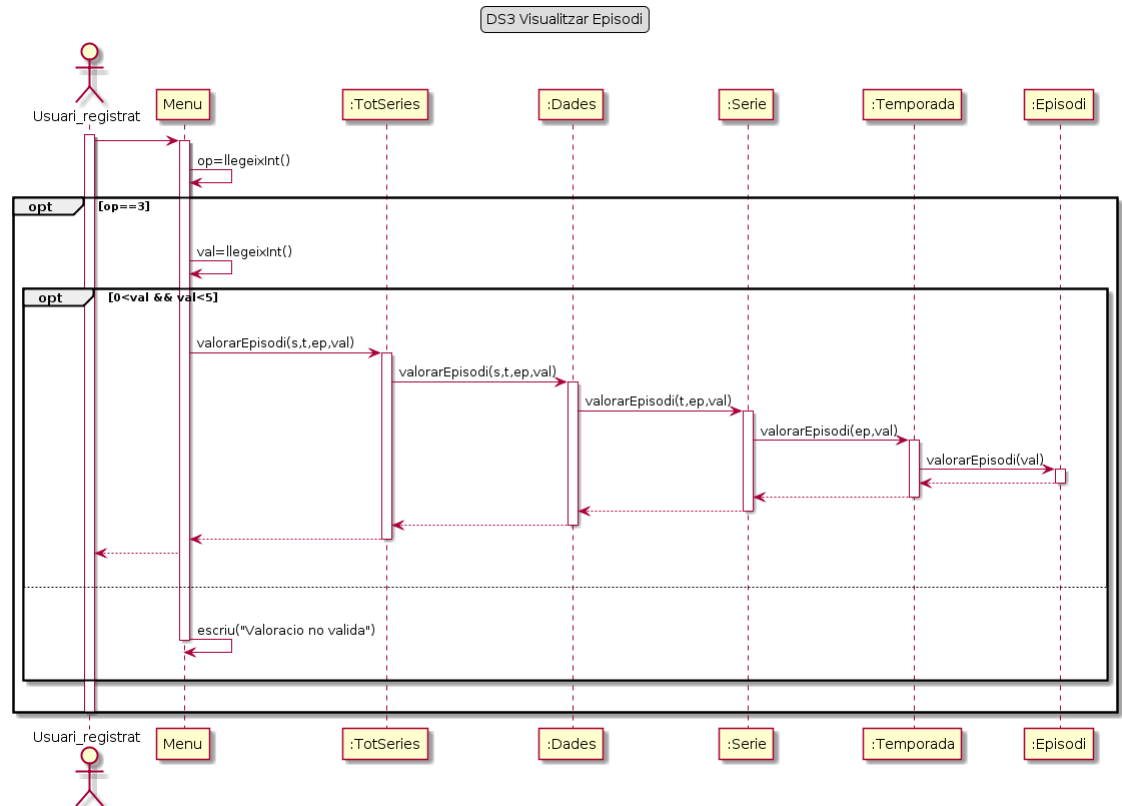 DS3 Visualitzar Episodi
Usuari_registrat
Menu
:TotSeries
:Dades
:Serie
:Temporada
:Episodi
op=llegeixInt()
opt
[op==3]
val=llegeixInt()
opt
[0<val && val<5]
valorarEpisodi(s,t,ep,val)
valorarEpisodi(s,t,ep,val)
valorarEpisodi(t,ep,val)
valorarEpisodi(ep,val)
valorarEpisodi(val)
escriu("Valoracio no valida")
Usuari_registrat
Menu
:TotSeries
:Dades
:Serie
:Temporada
:Episodi